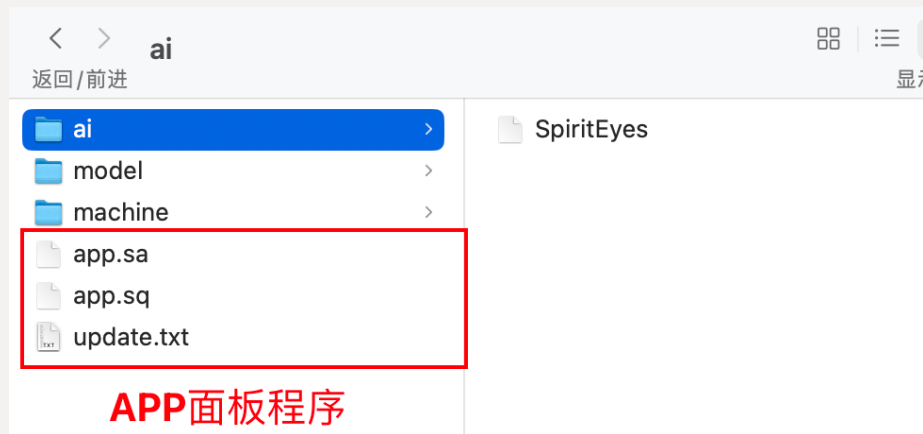 ai
返回/前进
ai
model
machine
app.sa
app.sq
update.txt
SpiritEyes
TXT
APP面板程序